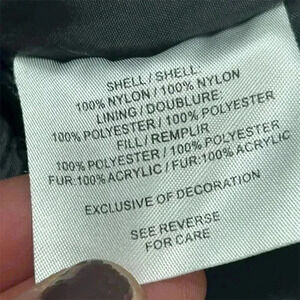 SHELL / SHELL:
100% NYLON / 100% NYLON
LINING / DOUBLURE:
100% POLYESTER / 100% POLYESTER
FILL / REMPLIR
100% POLYESTER / 100% POLYESTER
FUR: 100% ACRYLIC / FUR: 100% ACRYLIC
EXCLUSIVE OF DECORATION
SEE REVERSE
FOR CARE